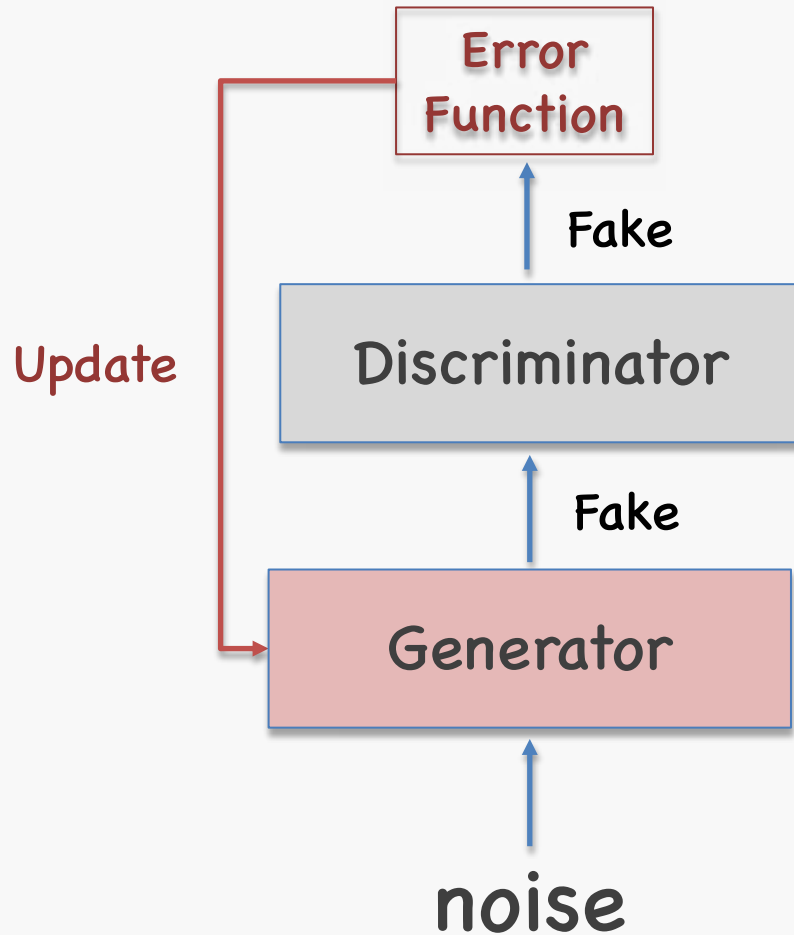 Error
Function
Fake
Update
Discriminator
Fake
Generator
noise